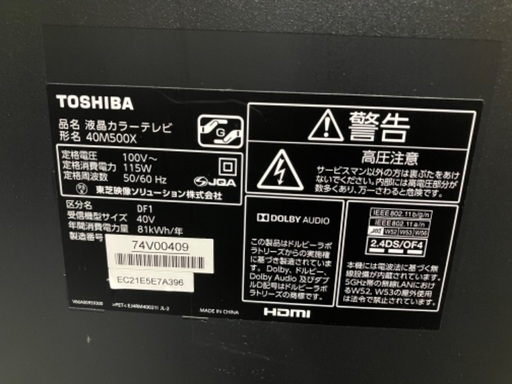 TOSHIBA
品名 液晶カラーテレビ
形名 40M500X
定格電圧: 100V～
定格消費電力: 115W
定格周波数: 50/60 Hz
JQA
東芝映像ソリューション株式会社
区分名 DF1
受信機型サイズ 40V
年間消費電力量 81kWh/年
製造番号
74V00409
EC21E5E7A396
MADE IN CHINA
警告
高圧注意
サービスマン以外の方は裏ぶたをあけ
ないでください。内部には高電圧部分が
数多くあり、万一さわると危険です。
DOLBY AUDIO
この製品はドルビーラボ
ラトリーズからの実施権
に基づき製造されています。
Dolby、ドルビー、
Dolby Audio 及びダブル
D記号はドルビーラボラ
トリーズの商標です。
IEEE802.11b/g/n
IEEE802.11a/n
J52 W52 W53 W56
2.4DS/OF4
本機には電波法に基づく無
線設備が内蔵されています。
5GHz帯の無線LANにおけ
るW52、W53の屋外使用
は法令で禁止されています。
HDMI